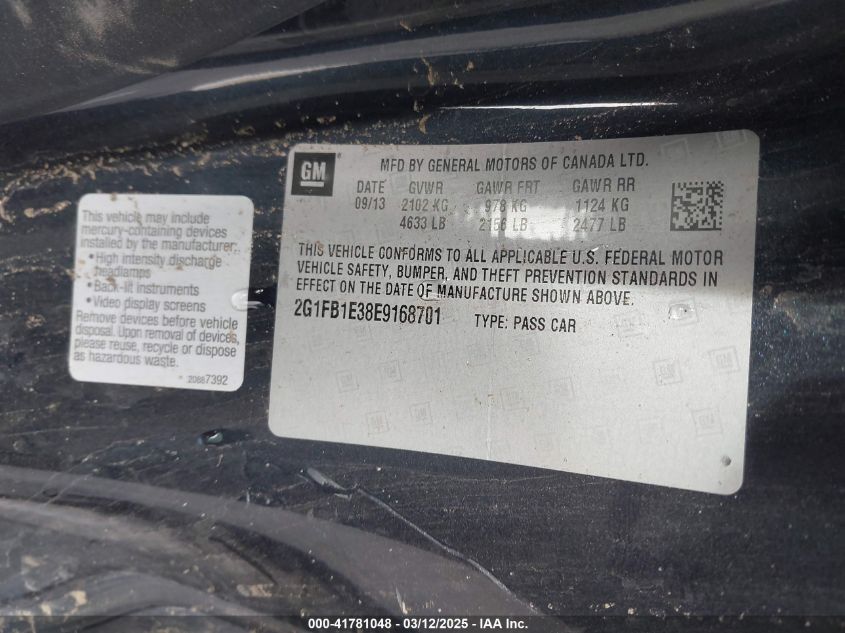 This vehicle may include
mercury-containing devices
installed by the manufacturer:
• High intensity discharge
headlamps
• Back-lit instruments
• Video display screens
Remove devices before vehicle
disposal. Upon removal of devices,
please reuse, recycle or dispose
as hazardous waste.
20887392
GM
MFD BY GENERAL MOTORS OF CANADA LTD.
DATE GVWR GAWR FRT GAWR RR
09/13 2102 KG 978 KG 1124 KG
4633 LB 2156 LB 2477 LB
THIS VEHICLE CONFORMS TO ALL APPLICABLE U.S. FEDERAL MOTOR
VEHICLE SAFETY, BUMPER, AND THEFT PREVENTION STANDARDS IN
EFFECT ON THE DATE OF MANUFACTURE SHOWN ABOVE.
2G1FB1E38E9168701 TYPE: PASS CAR
000-41781048 - 03/12/2025 - IAA Inc.